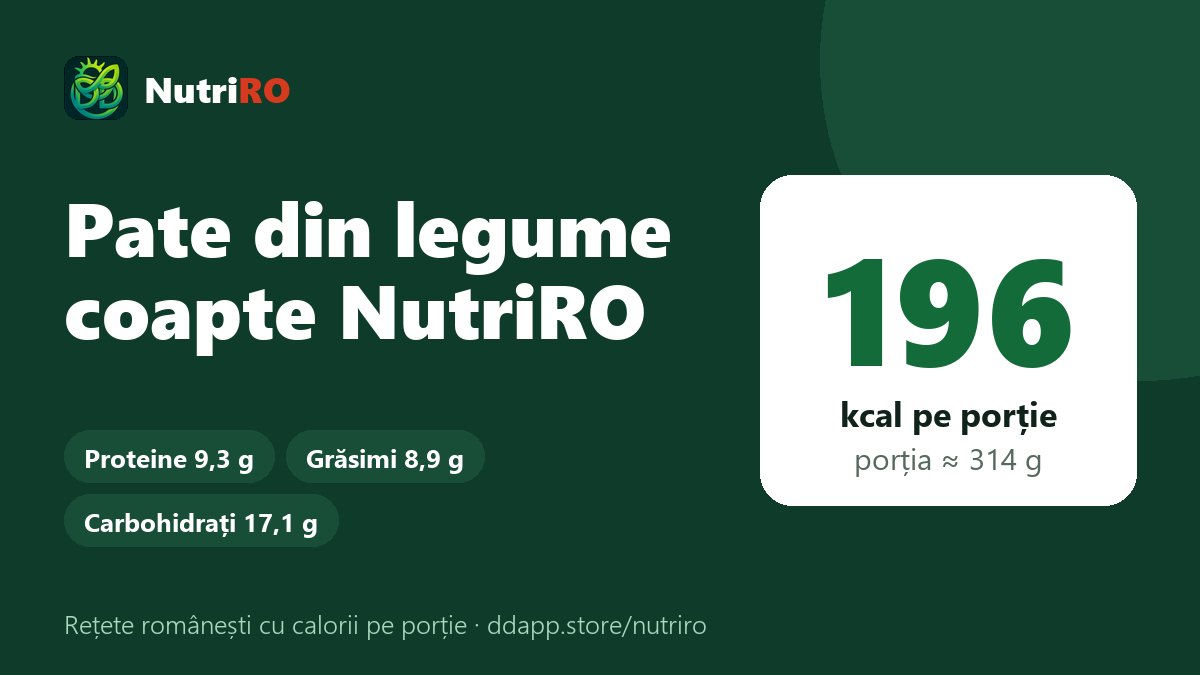 NutriRO
Pate din legume
coapte NutriRO
196
kcal pe porție
porția ≈ 314 g
Proteine 9,3 g
Grăsimi 8,9 g
Carbohidrați 17,1 g
Rețete românești cu calorii pe porție · ddapp.store/nutriro